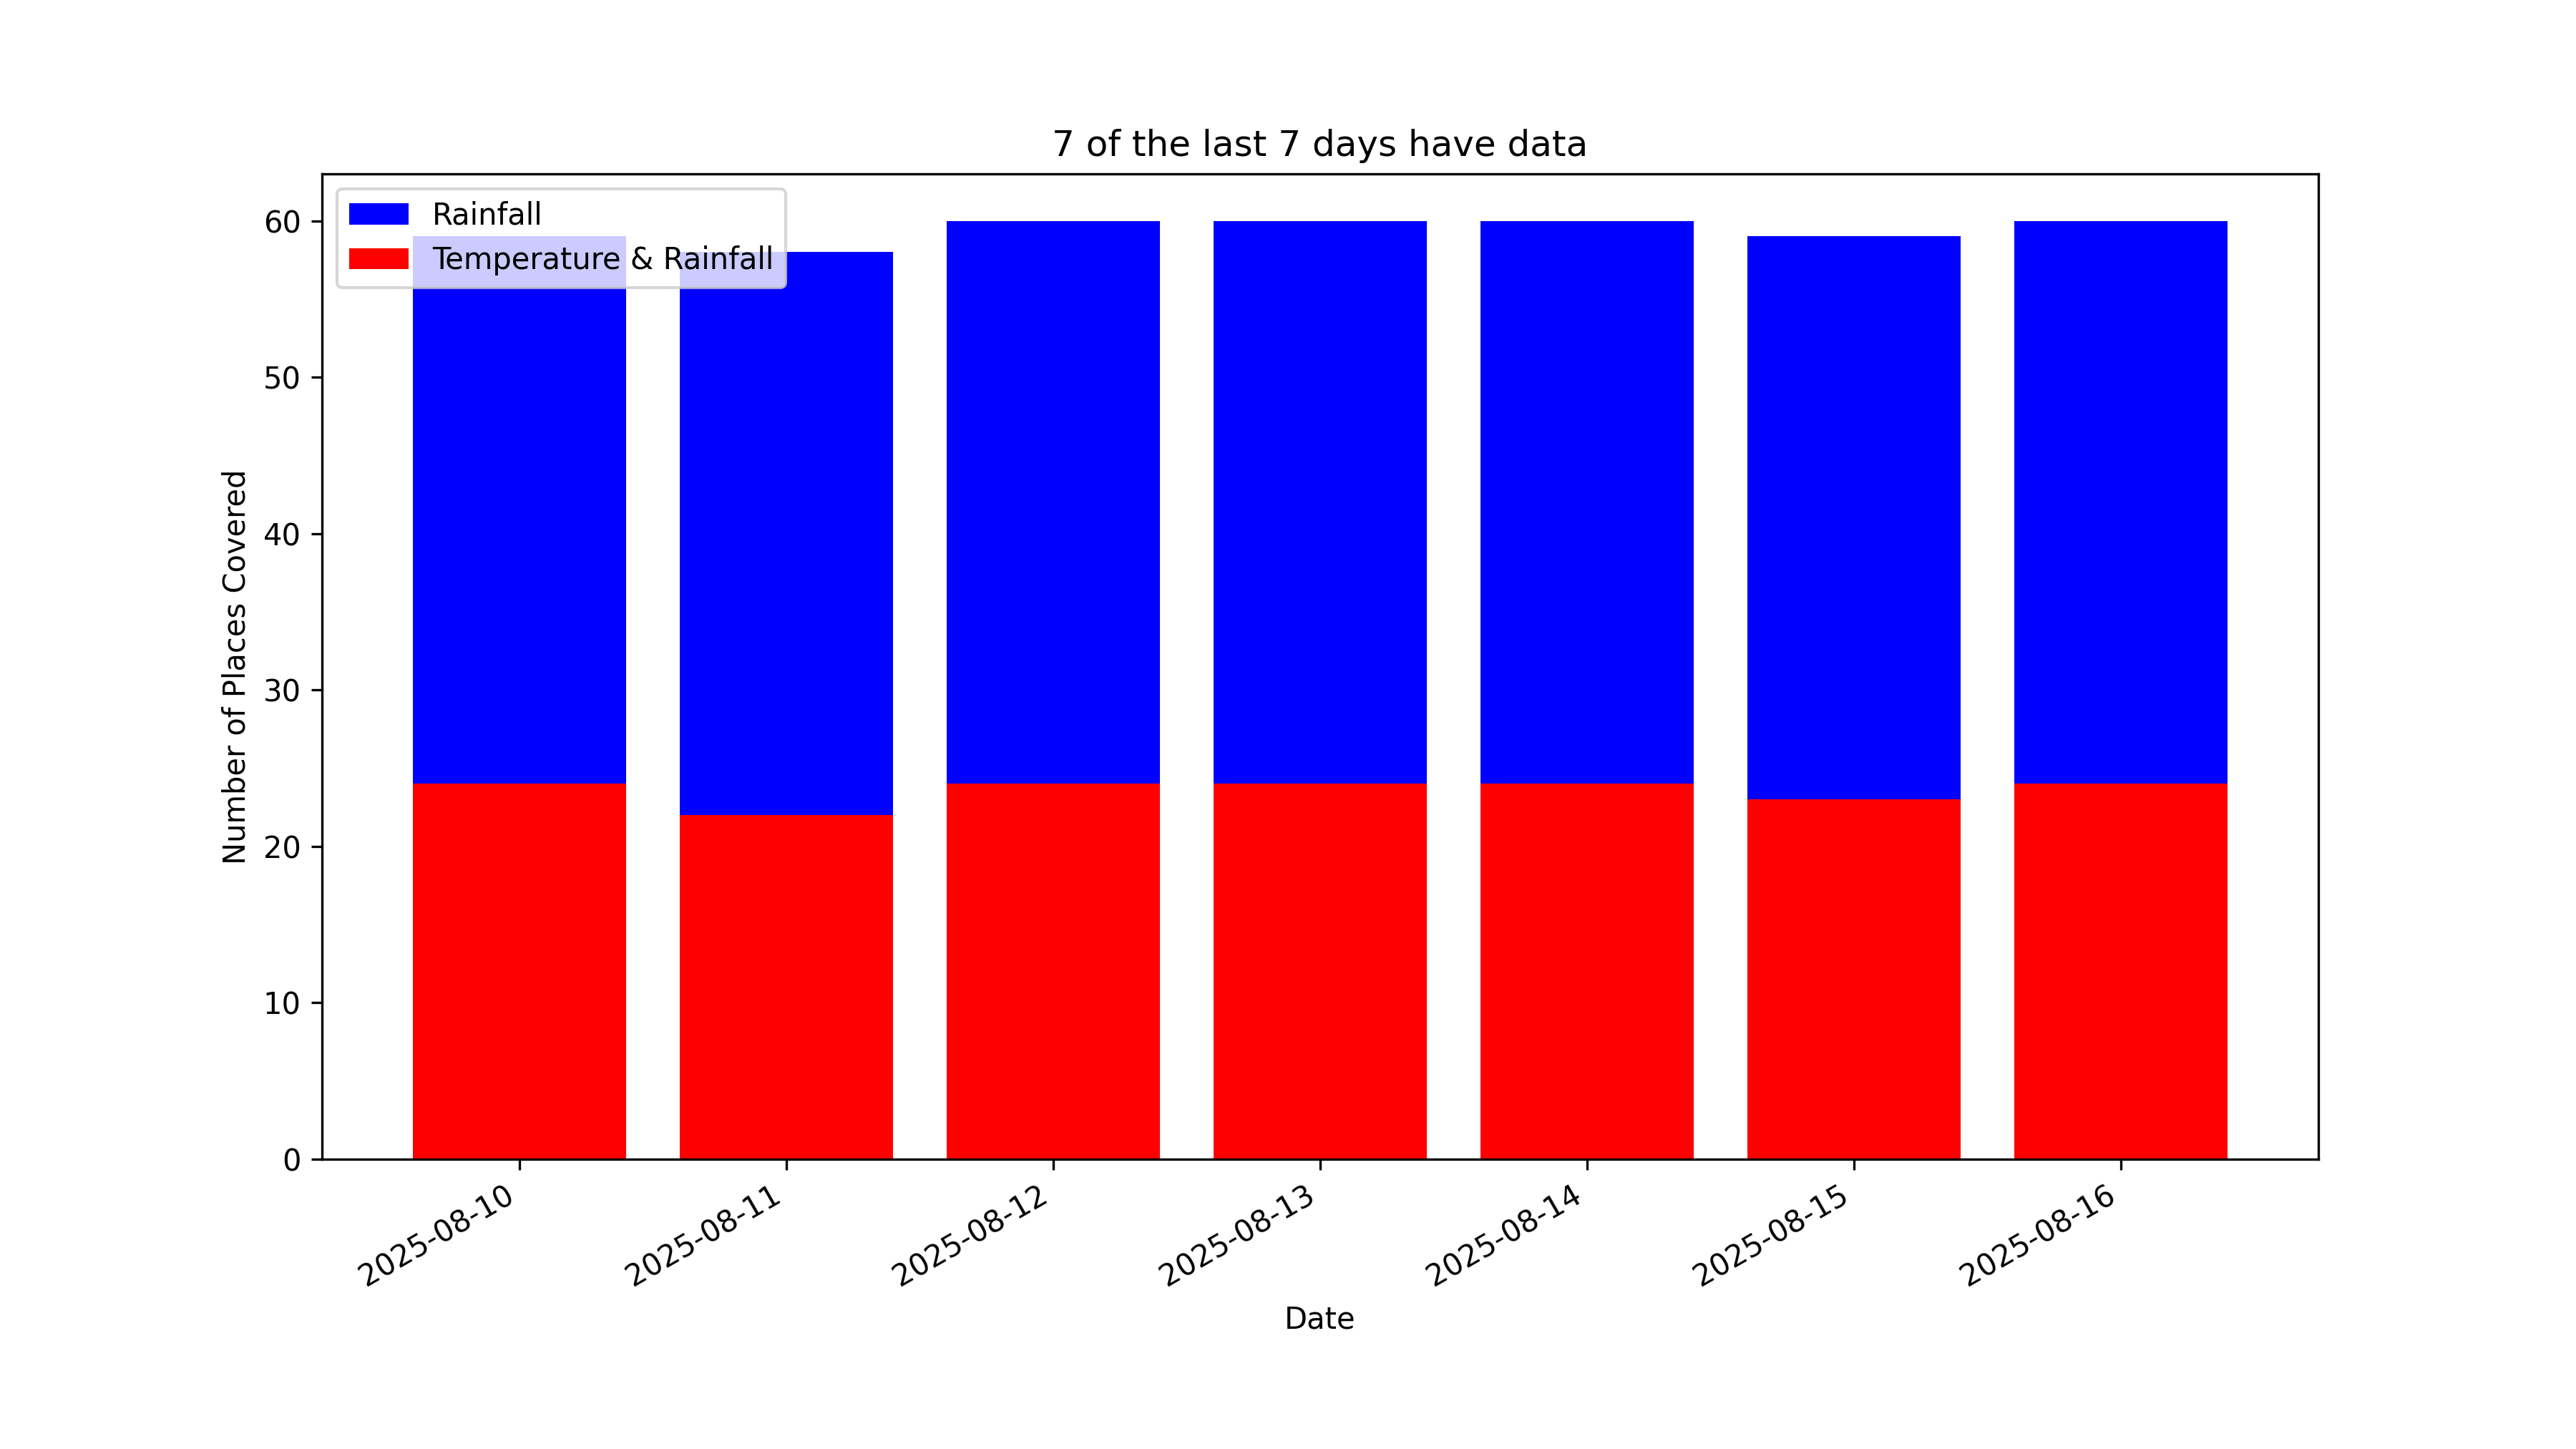 7 of the last 7 days have data
Rainfall
Temperature & Rainfall
Number of Places Covered
60
50
40
30
20
10
0
2025-08-10
2025-08-11
2025-08-12
2025-08-13
2025-08-14
2025-08-15
2025-08-16
Date